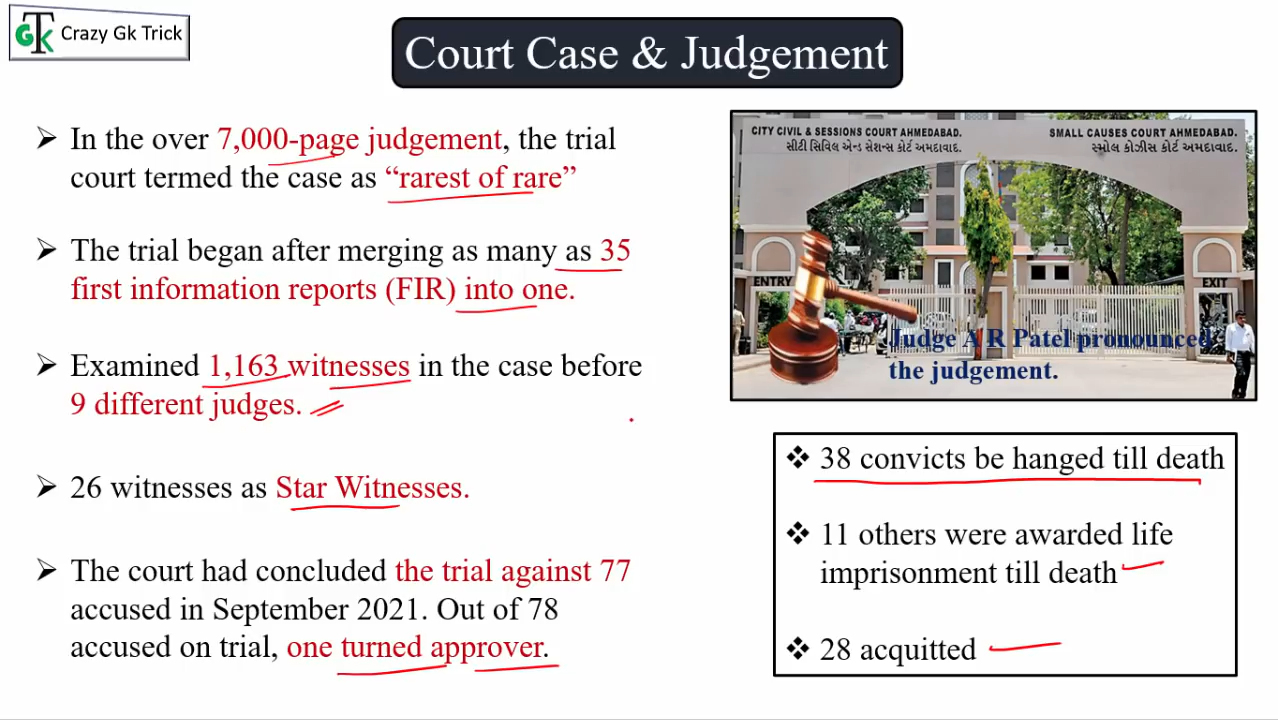 GK Crazy Gk Trick
Court Case & Judgement
➢ In the over 7,000-page judgement, the trial
court termed the case as “rarest of rare”
➢ The trial began after merging as many as 35
first information reports (FIR) into one.
➢ Examined 1,163 witnesses in the case before
9 different judges.
➢ 26 witnesses as Star Witnesses.
➢ The court had concluded the trial against 77
accused in September 2021. Out of 78
accused on trial, one turned approver.
CITY CIVIL & SESSIONS COURT AHMEDABAD.
સીટી સિવિલ એન્ડ સેશન્સ કોર્ટ અમદાવાદ.
SMALL CAUSES COURT AHMEDABAD.
સ્મોલ કોઝીસ કોર્ટ અમદાવાદ.
ENTRY
EXIT
Judge A R Patel pronounced
the judgement.
❖ 38 convicts be hanged till death
❖ 11 others were awarded life
imprisonment till death
❖ 28 acquitted